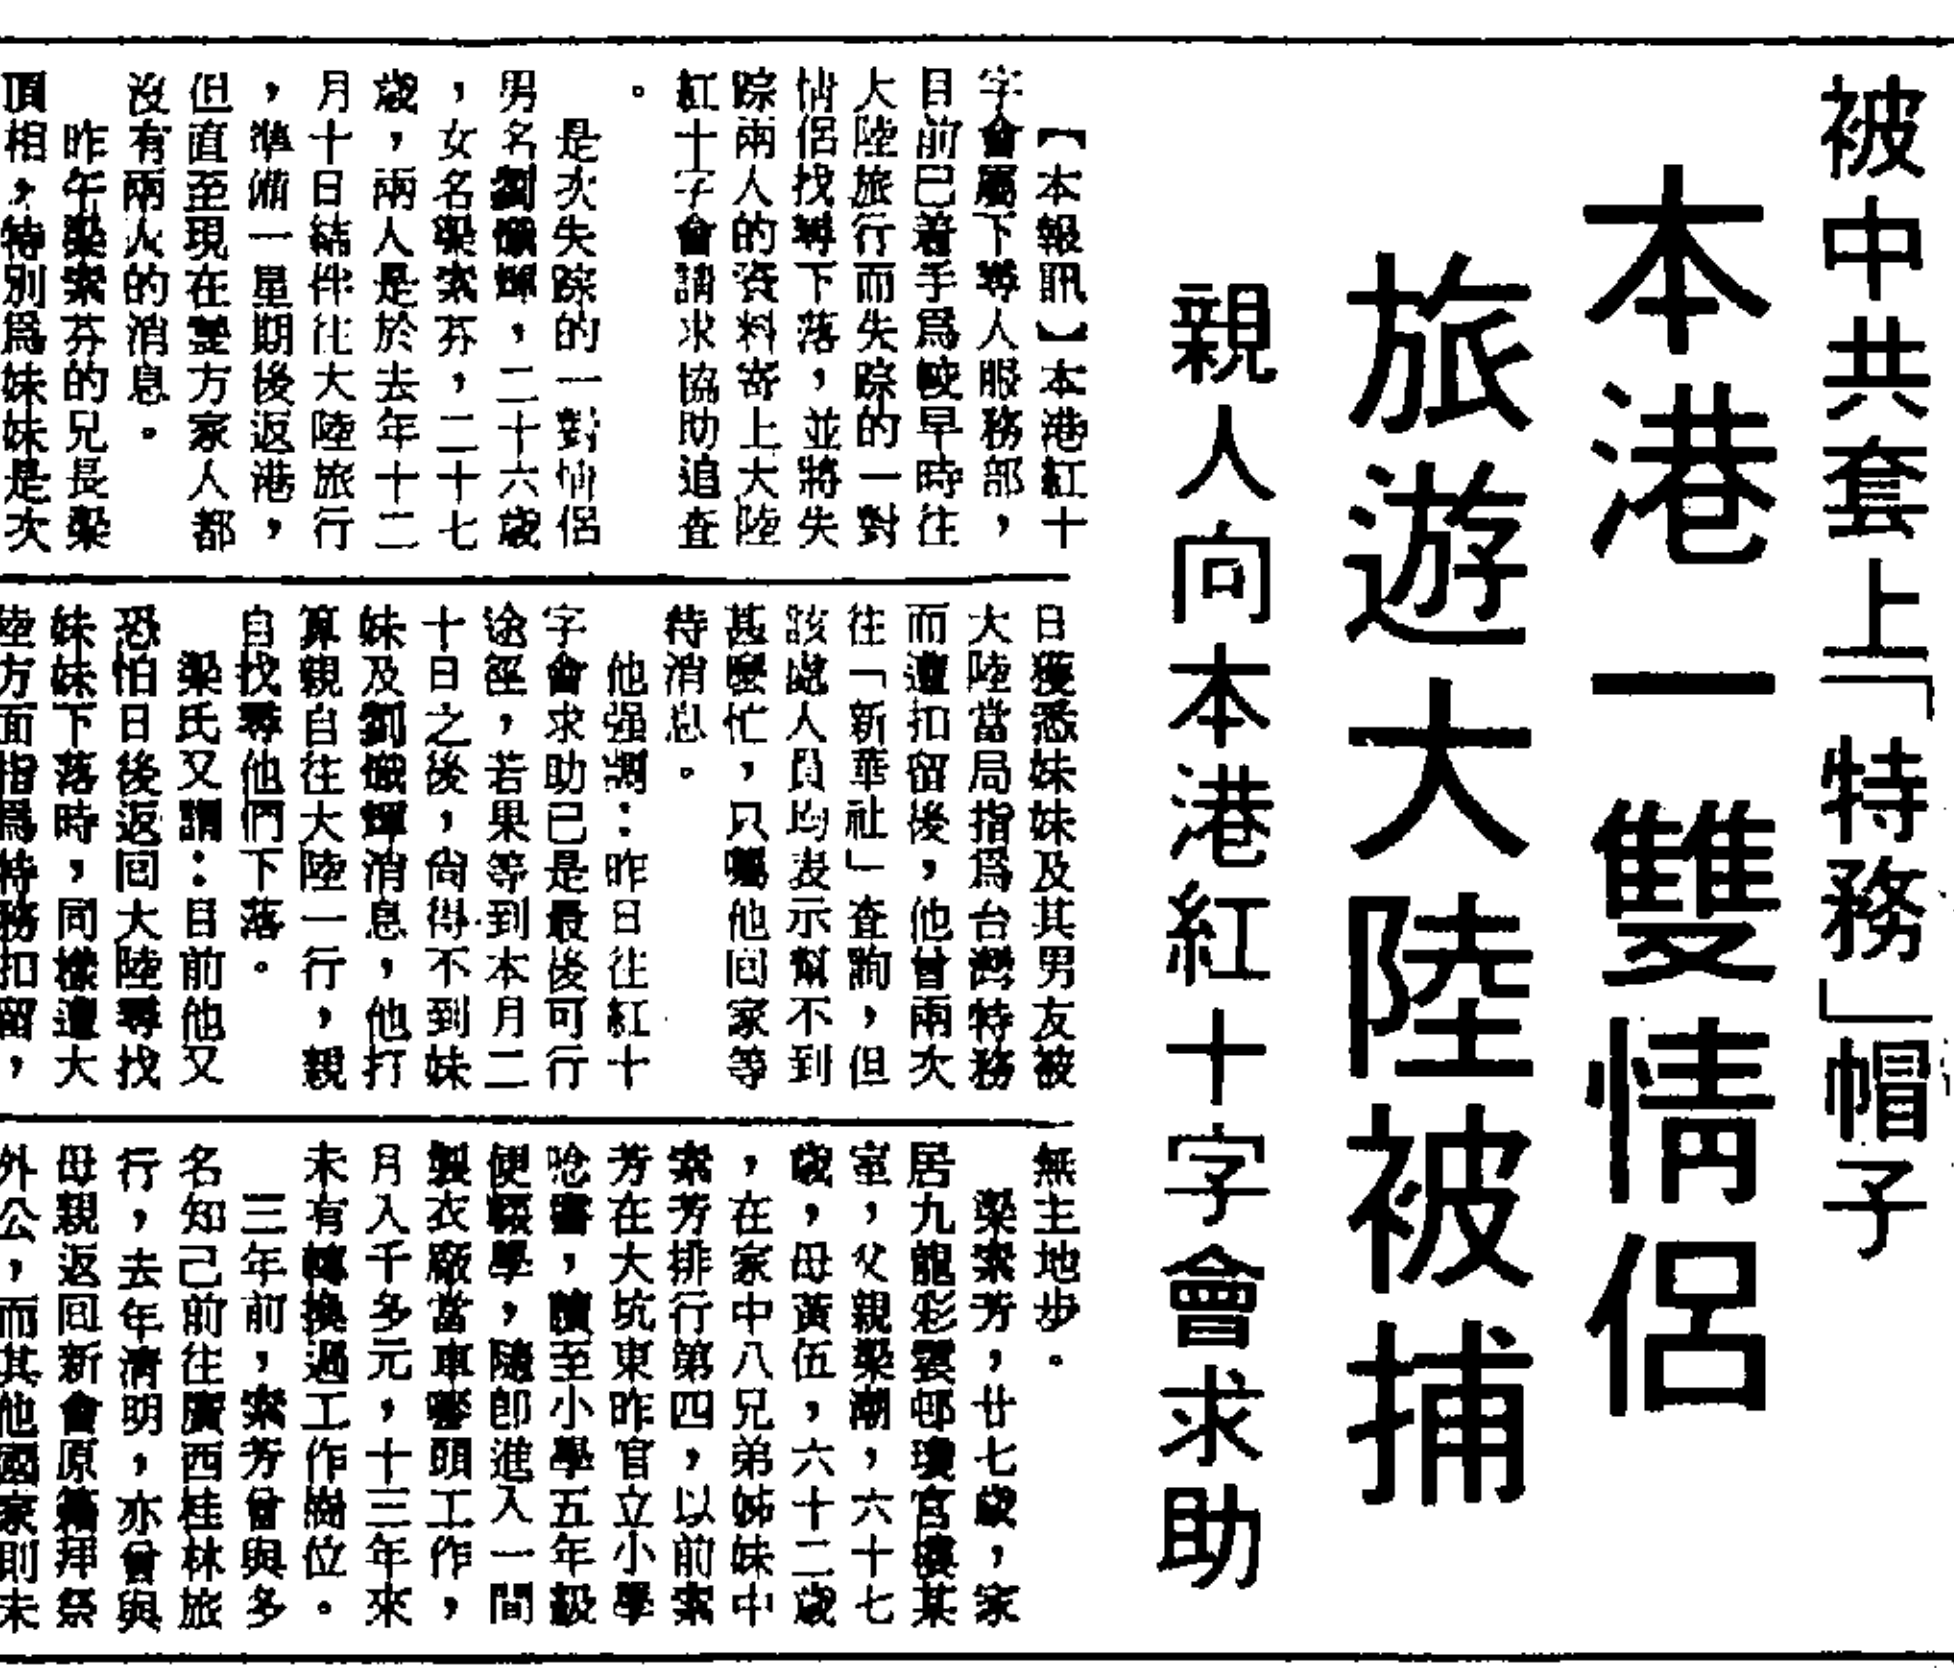 被中共套上「特務」帽子
本港一雙情侶
旅遊大陸被捕
親人向本港紅十字會求助
【本報訊】本港紅十
字會屬下尋人服務部,
目前已着手爲較早時往
大陸旅行而失踪的一對
情侶找尋下落,並將失
踪兩人的資料寄上大陸
紅十字會請求協助追查
。
是次失踪的一對情侶
男名劉 輝,二十六歲
,女名梁 芬,二十七
歲,兩人是於去年十二
月十日結伴往大陸旅行
,準備一星期後返港,
但直至現在雙方家人都
沒有兩人的消息。
昨午梁 芬的兄長梁
頂相,特別爲妹妹是次
日獲悉妹妹及其男友被
大陸當局指爲台灣特務
而遭扣留後,他曾兩次
往「新華社」查詢,但
該處人員均表示幫不到
甚麼忙,只囑他回家等
待消息。
他强調:昨日往紅十
字會求助已是最後可行
途徑,若果等到本月二
十日之後,尙得不到妹
妹及劉 輝消息,他打
算親自往大陸一行,親
自找尋他們下落。
梁氏又謂:目前他又
恐怕日後返回大陸尋找
妹妹下落時,同樣遭大
陸方面指爲特務扣留,
無主地步。
梁 芳,廿七歲,家
居九龍彩雲邨瓊宮樓某
室,父親梁潮,六十七
歲,母黃伍,六十二歲
,在家中八兄弟姊妹中
 芳排行第四,以前
芳在大坑東昨官立小學
唸書,讀至小學五年級
便輟學,隨即進入一間
製衣廠當車 頭工作,
月入千多元,十三年來
未有轉換過工作崗位。
三年前, 芳曾與多
名知己前往廣西桂林旅
行,去年清明,亦曾與
母親返回新會原籍拜祭
外公,而其他國家則未